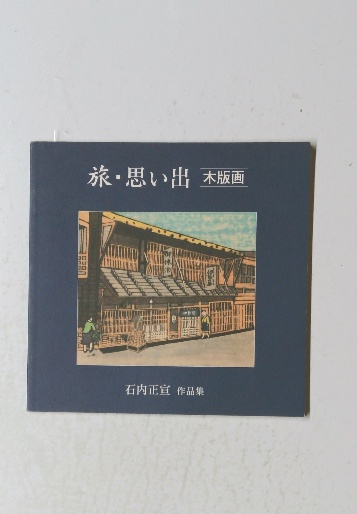 旅・思い出 木版画
石内正宣 作品集